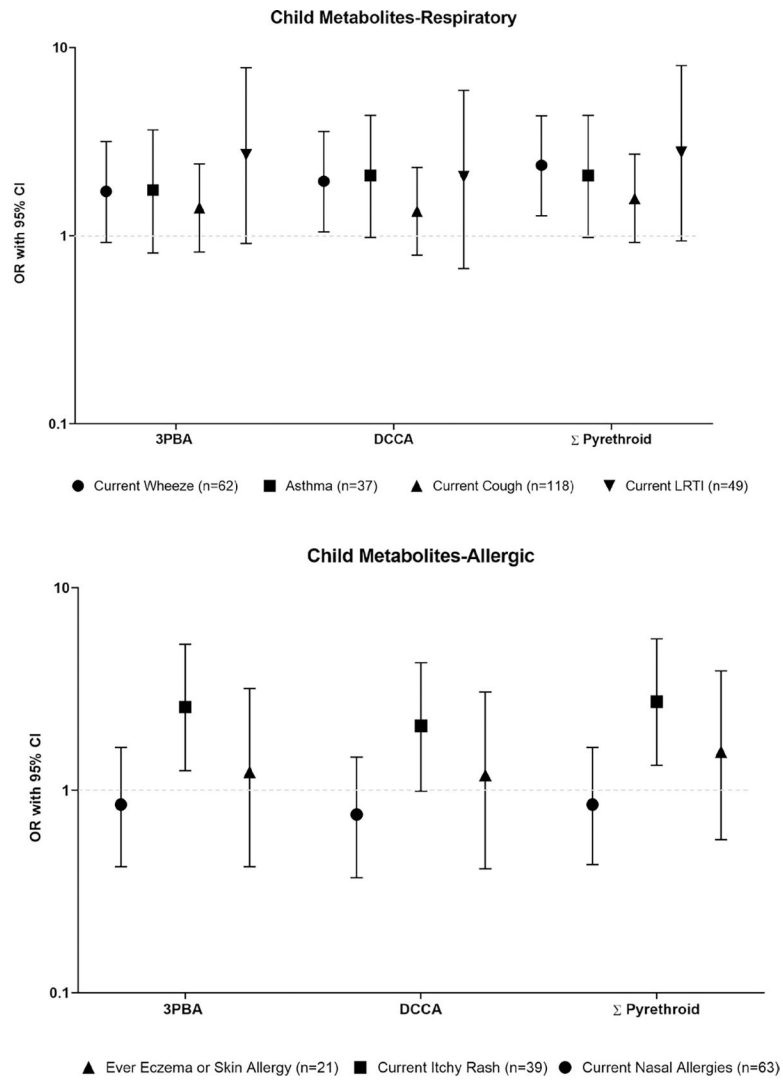 Child Metabolites-Respiratory
10
1
0.1
OR with 95% CI
3PBA DCCA Σ Pyrethroid
Current Wheeze (n=62) Asthma (n=37) Current Cough (n=118) Current LRTI (n=49)
Child Metabolites-Allergic
10
1
0.1
OR with 95% CI
3PBA DCCA Σ Pyrethroid
Ever Eczema or Skin Allergy (n=21) Current Itchy Rash (n=39) Current Nasal Allergies (n=63)